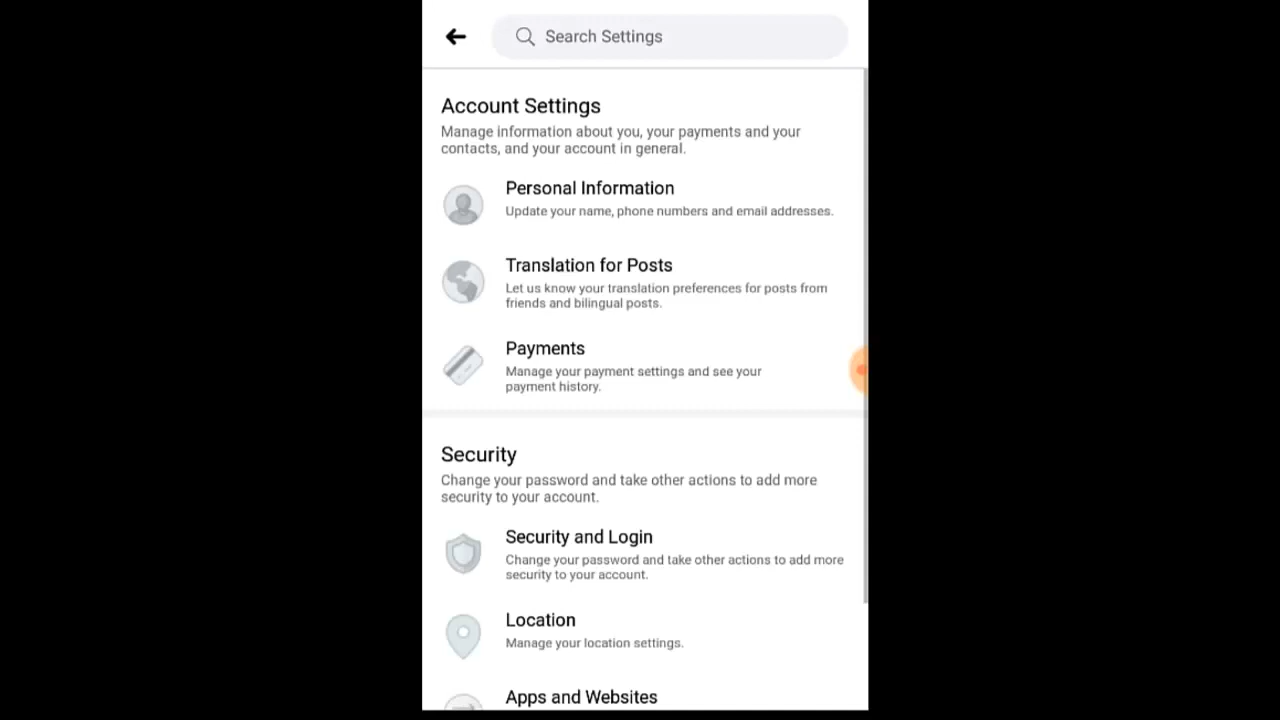 Search Settings
Account Settings
Manage information about you, your payments and your
contacts, and your account in general.
Personal Information
Update your name, phone numbers and email addresses.
Translation for Posts
Let us know your translation preferences for posts from
friends and bilingual posts.
Payments
Manage your payment settings and see your
payment history.
Security
Change your password and take other actions to add more
security to your account.
Security and Login
Change your password and take other actions to add more
security to your account.
Location
Manage your location settings.
Apps and Websites